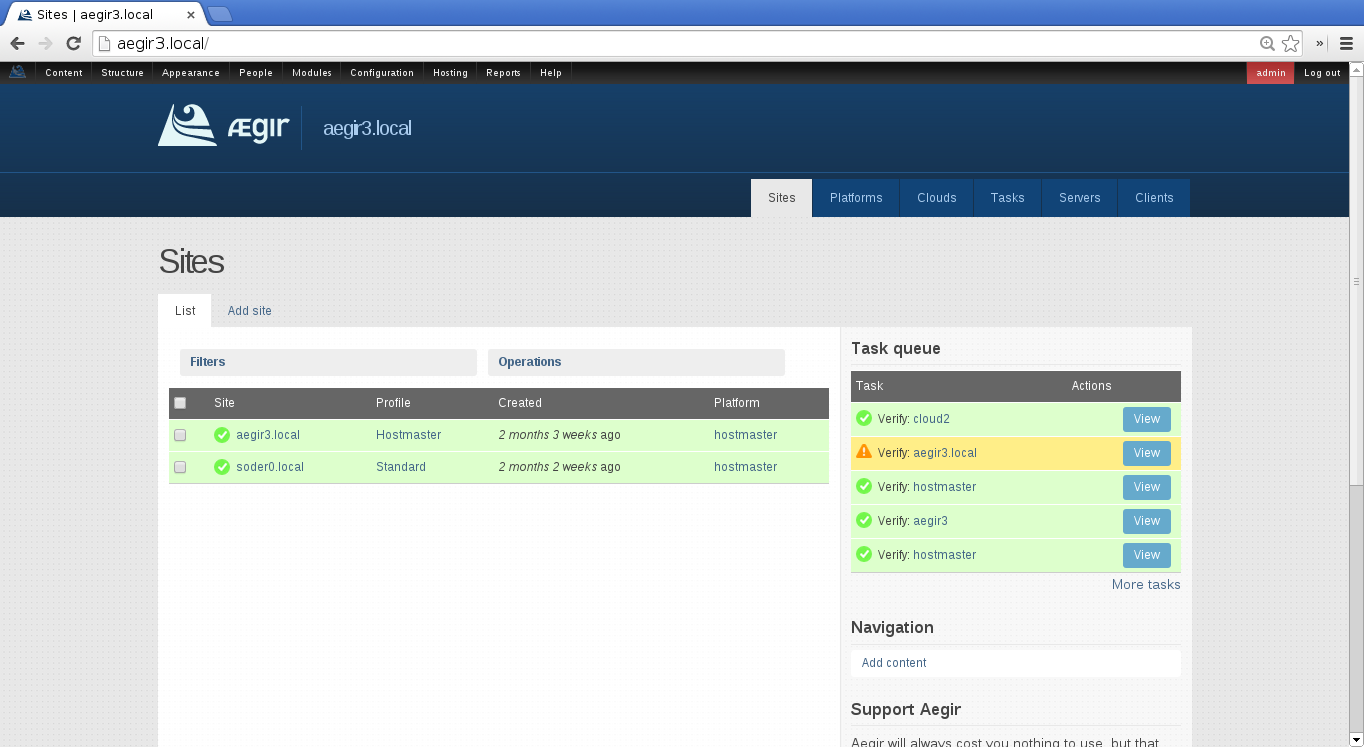 Sites | aegir3.local
aegir3.local/
Content Structure Appearance People Modules Configuration Hosting Reports Help admin Log out
ÆGIR aegir3.local
Sites Platforms Clouds Tasks Servers Clients
Sites
List Add site
Filters Operations
Site Profile Created Platform
aegir3.local Hostmaster 2 months 3 weeks ago hostmaster
soder0.local Standard 2 months 2 weeks ago hostmaster
Task queue
Task Actions
Verify: cloud2 View
Verify: aegir3.local View
Verify: hostmaster View
Verify: aegir3 View
Verify: hostmaster View
More tasks
Navigation
Add content
Support Aegir
Aegir will always cost you nothing to use, but that